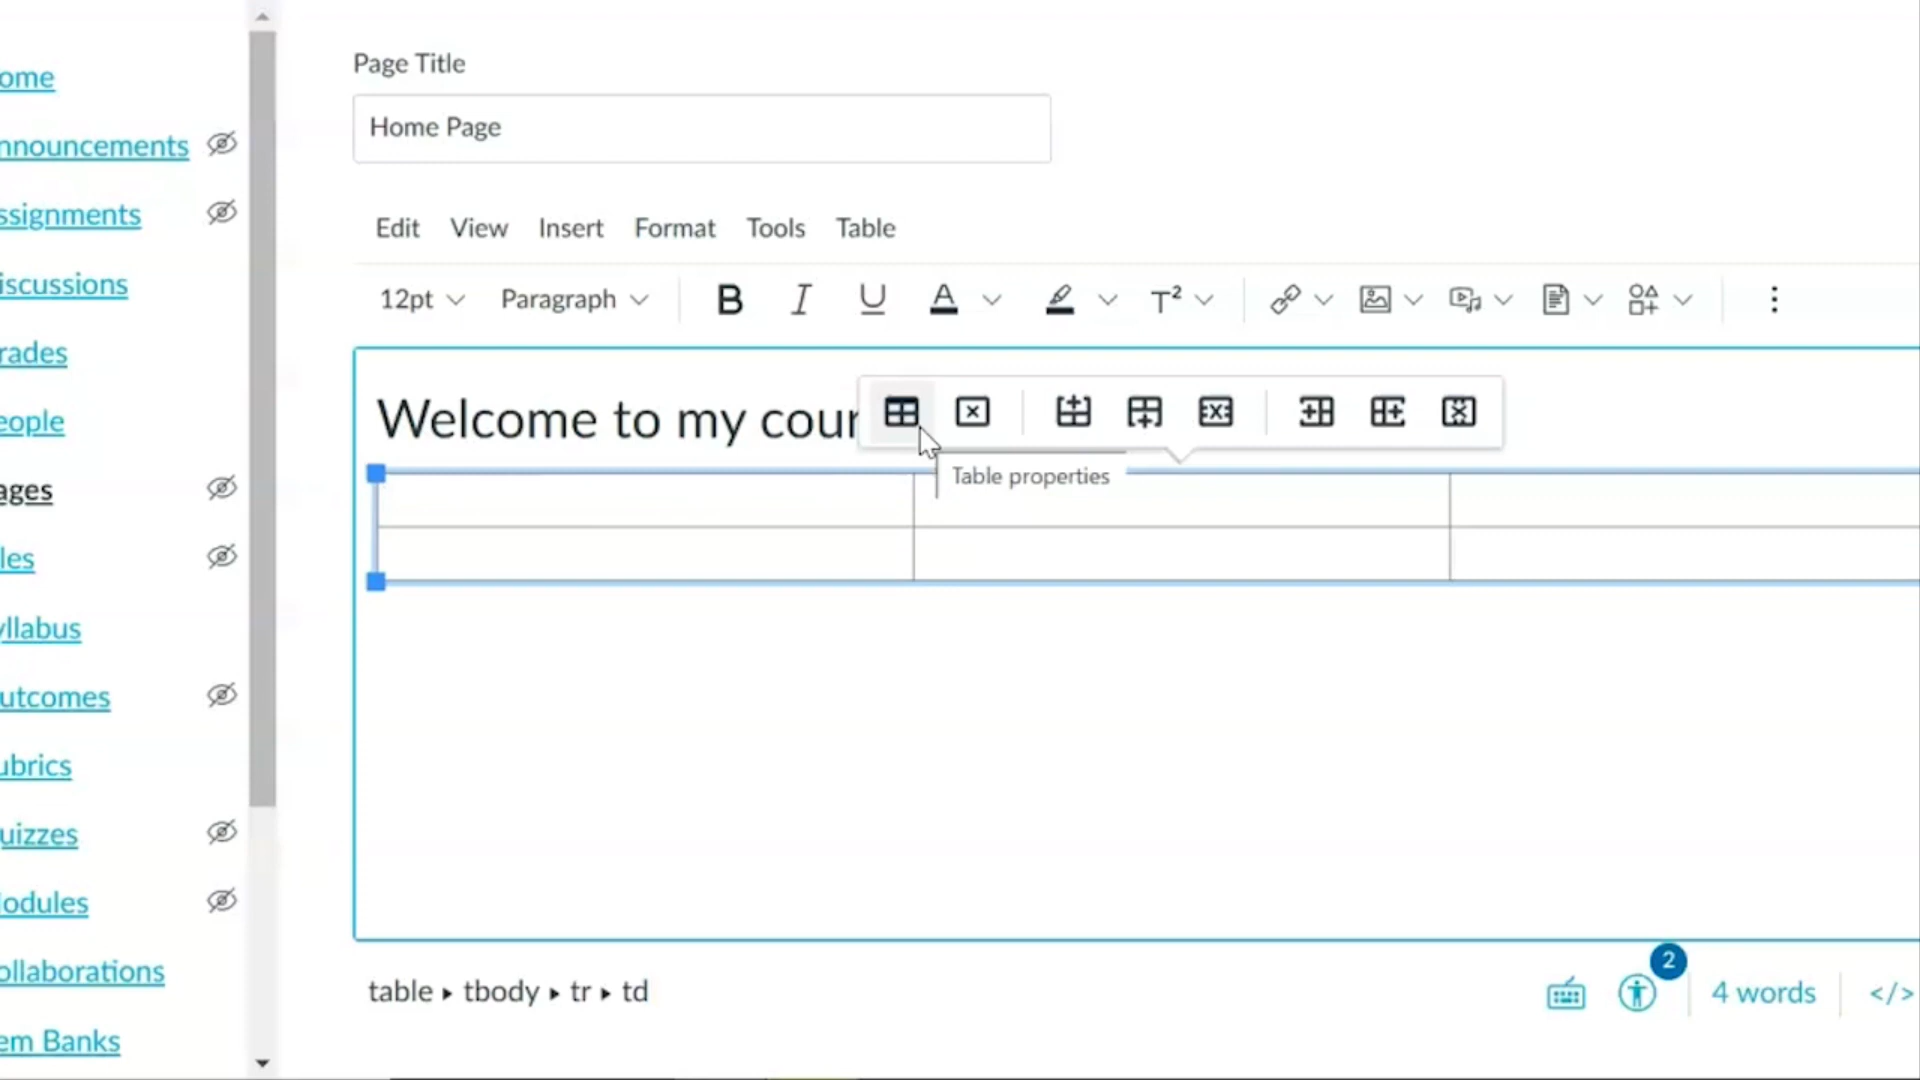 ome
nnouncements
ssignments
iscussions
rades
eople
ages
les
yllabus
utcomes
ubrics
uizzes
odules
ollaborations
em Banks
Page Title
Home Page
Edit View Insert Format Tools Table
12pt Paragraph B I U A T²
Welcome to my cour
Table properties
table ▸ tbody ▸ tr ▸ td
2
4 words </>